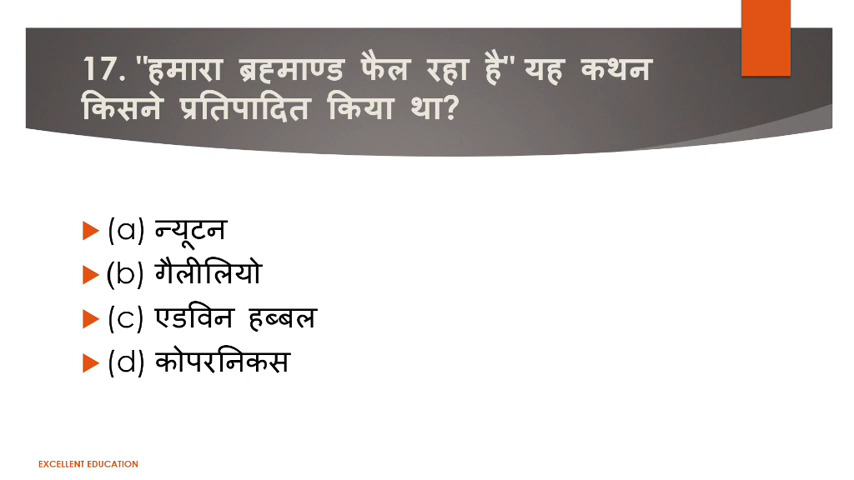 17. "हमारा ब्रह्माण्ड फैल रहा है" यह कथन
किसने प्रतिपादित किया था?
(a) न्यूटन
(b) गैलीलियो
(c) एडविन हब्बल
(d) कोपरनिकस
EXCELLENT EDUCATION